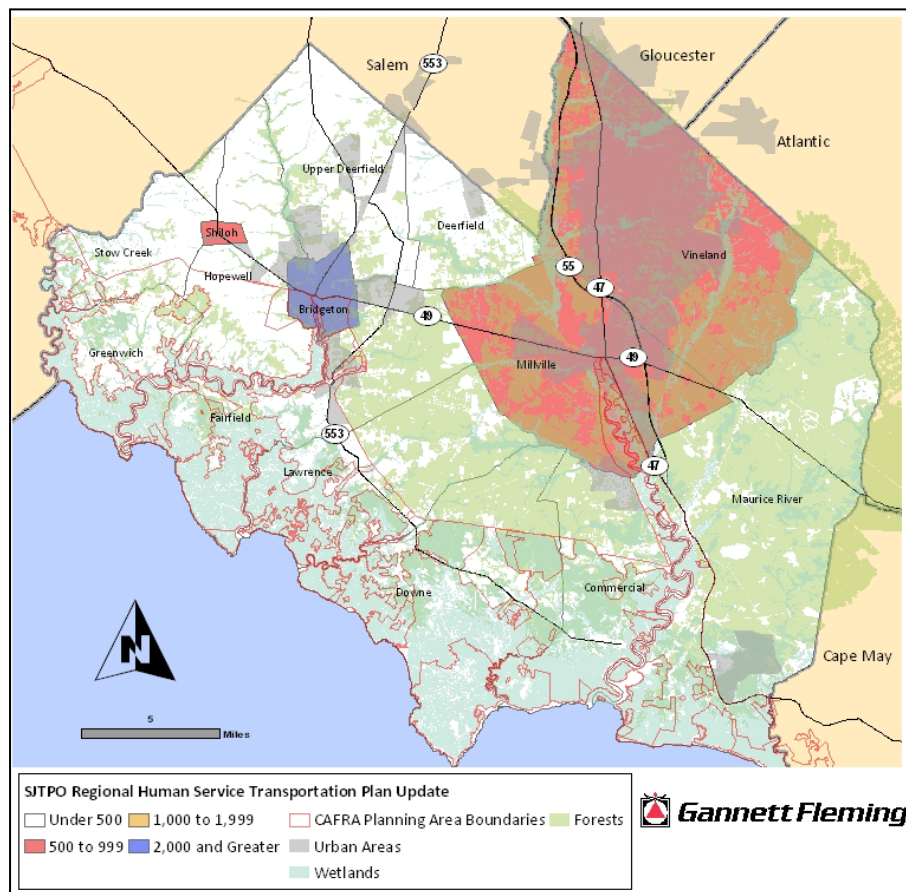 Salem
553
Gloucester
Atlantic
Upper Deerfield
Deerfield
Shiloh
Stow Creek
Hopewell
Vineland
55
47
Bridgeton
49
49
Greenwich
Millville
Fairfield
553
Lawrence
47
Maurice River
Downe
Commercial
N
Cape May
5
Miles
SJTPO Regional Human Service Transportation Plan Update
Under 500 1,000 to 1,999 CAFRA Planning Area Boundaries Forests
500 to 999 2,000 and Greater Urban Areas
Wetlands
Gannett Fleming